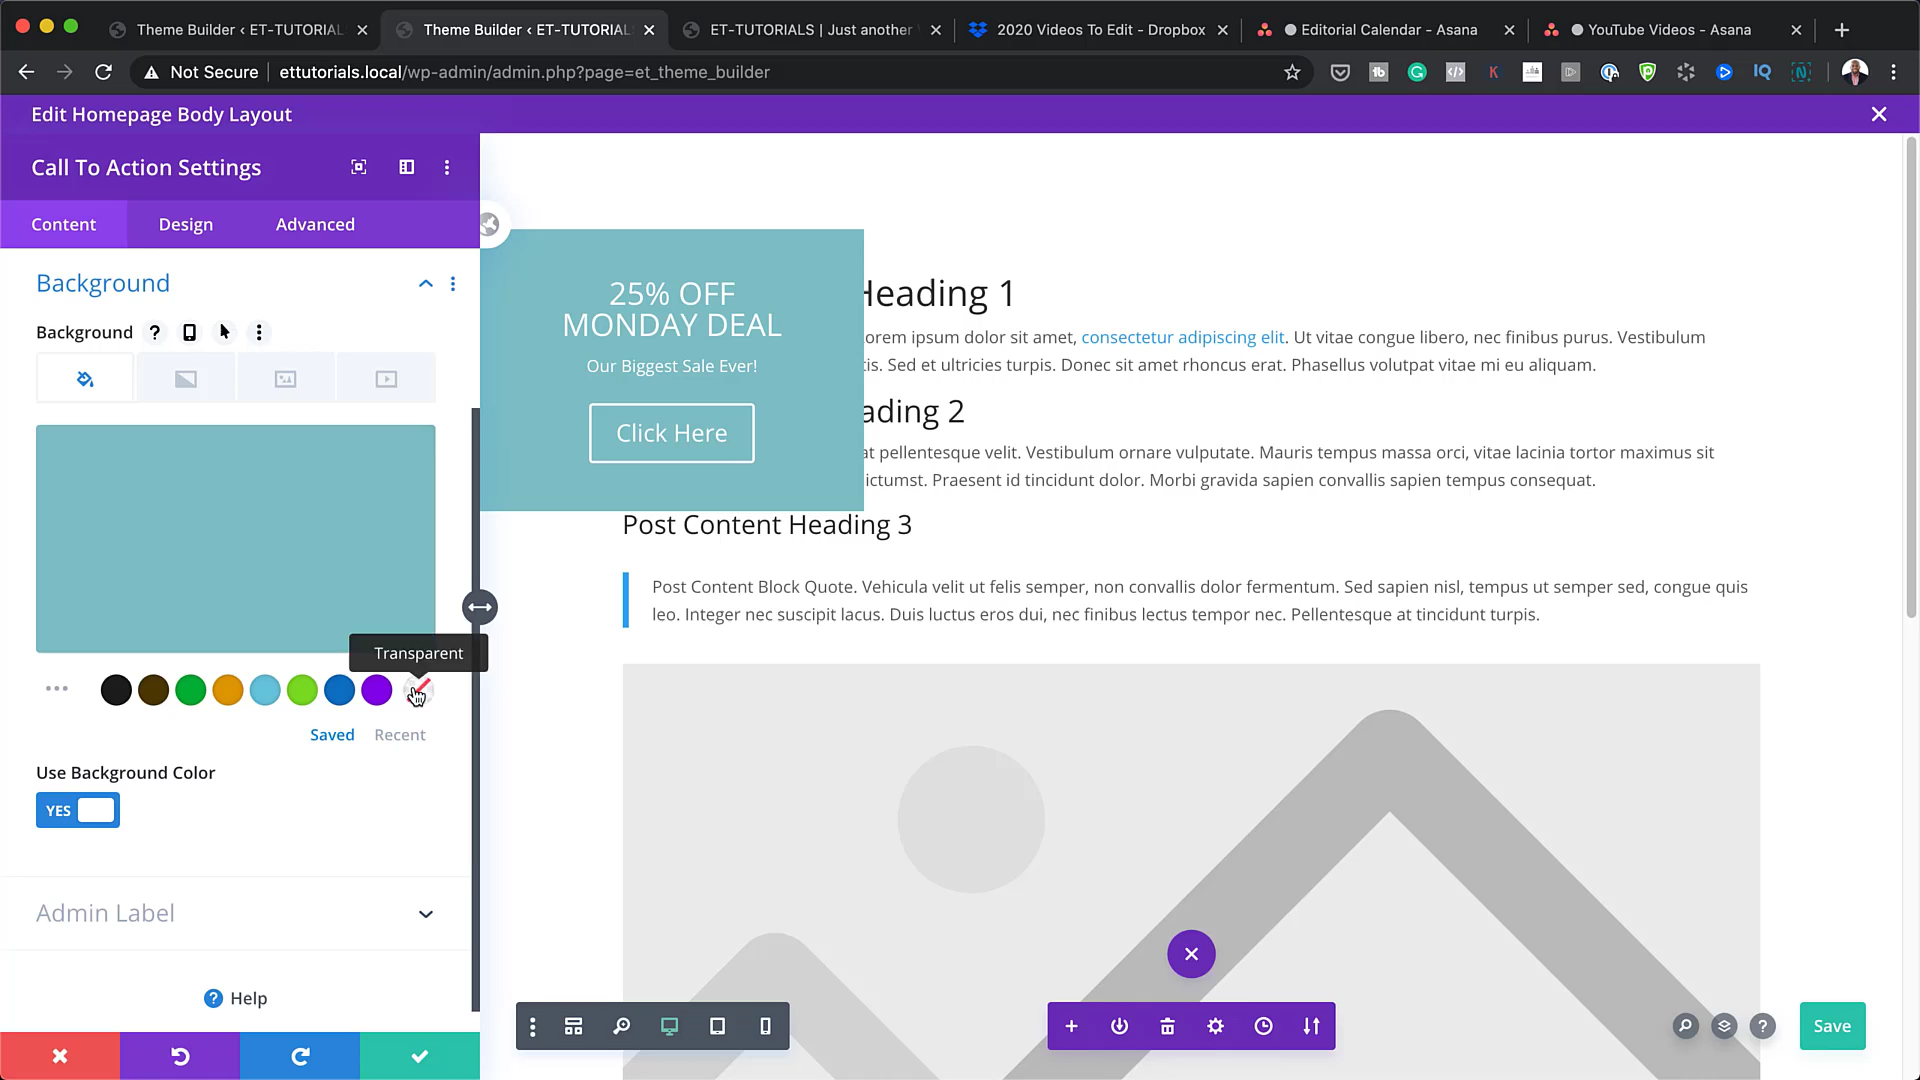 Theme Builder ‹ ET-TUTORIAL
Theme Builder ‹ ET-TUTORIAL
ET-TUTORIALS | Just another
2020 Videos To Edit - Dropbox
Editorial Calendar - Asana
YouTube Videos - Asana
Not Secure
ettutorials.local/wp-admin/admin.php?page=et_theme_builder
Edit Homepage Body Layout
Call To Action Settings
Content
Design
Advanced
Background
Background
Transparent
Saved
Recent
Use Background Color
YES
Admin Label
Help
25% OFF
MONDAY DEAL
Our Biggest Sale Ever!
Click Here
Heading 1
orem ipsum dolor sit amet, consectetur adipiscing elit. Ut vitae congue libero, nec finibus purus. Vestibulum
tis. Sed et ultricies turpis. Donec sit amet rhoncus erat. Phasellus volutpat vitae mi eu aliquam.
ading 2
at pellentesque velit. Vestibulum ornare vulputate. Mauris tempus massa orci, vitae lacinia tortor maximus sit
ictumst. Praesent id tincidunt dolor. Morbi gravida sapien convallis sapien tempus consequat.
Post Content Heading 3
Post Content Block Quote. Vehicula velit ut felis semper, non convallis dolor fermentum. Sed sapien nisl, tempus ut semper sed, congue quis
leo. Integer nec suscipit lacus. Duis luctus eros dui, nec finibus lectus tempor nec. Pellentesque at tincidunt turpis.
Save